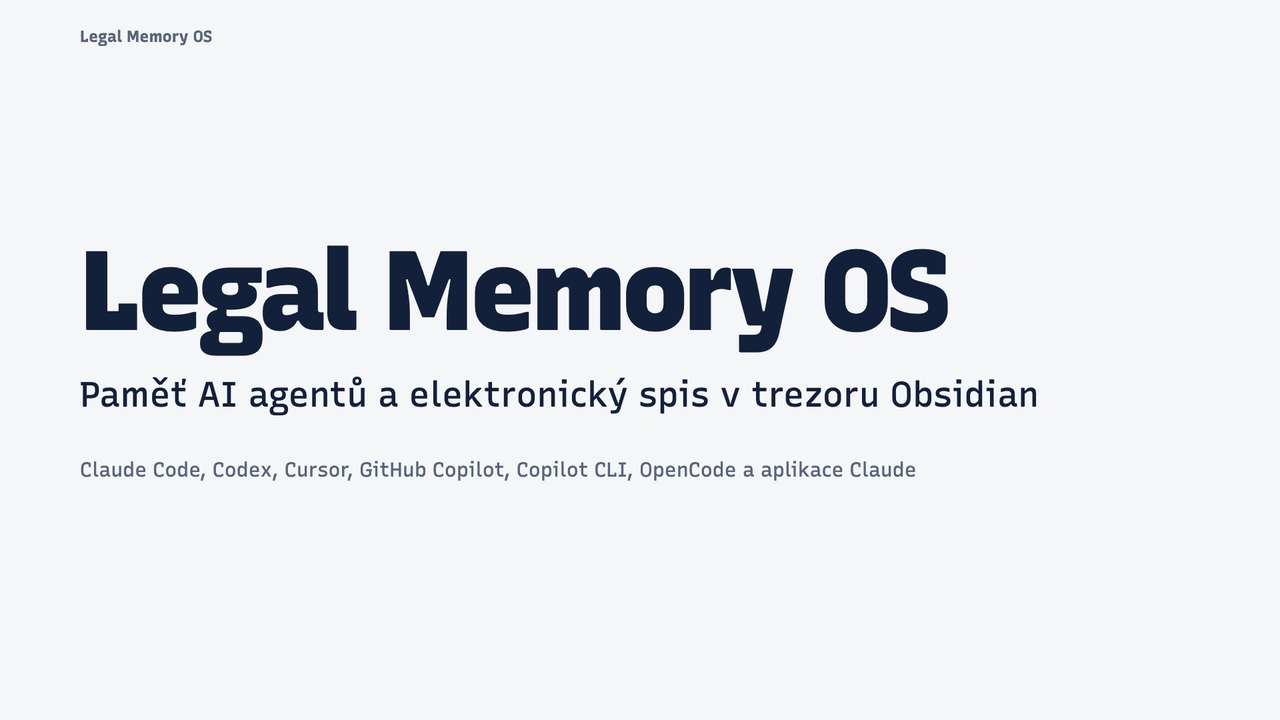 Legal Memory OS
Legal Memory OS
Paměť AI agentů a elektronický spis v trezoru Obsidian
Claude Code, Codex, Cursor, GitHub Copilot, Copilot CLI, OpenCode a aplikace Claude